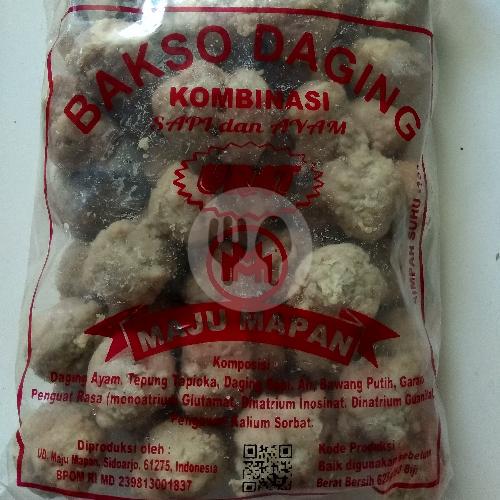 BAKSO DAGING
KOMBINASI
SAPI dan AYAM
MAJU MAPAN
Komposisi
Daging Ayam, Tepung Tapioka, Daging Sapi, Air, Bawang Putih, Garam
Penguat Rasa (monoatrium Glutamat, Dinatrium Inosinat, Dinatrium Guanilat
Pengawet Kalium Sorbat.
Diproduksi oleh :
UD. Maju Mapan, Sidoarjo, 61275, Indonesia
BPOM RI MD 239813001837
Kode Produksi
Baik digunakan sebelum
Berat Bersih
Biji
SIMPAN SUHU